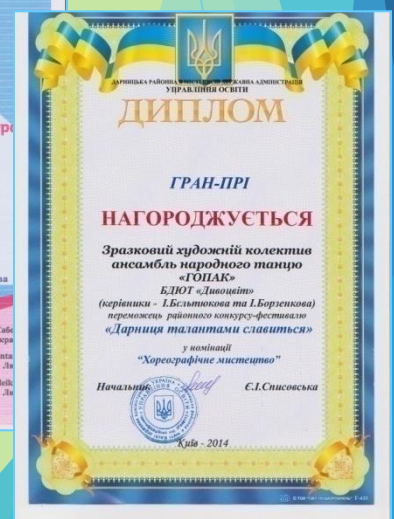 ДАРНИЦЬКА РАЙОННА В МІСТІ КИЄВІ ДЕРЖАВНА АДМІНІСТРАЦІЯ
УПРАВЛІННЯ ОСВІТИ
ДИПЛОМ
ГРАН-ПРІ
НАГОРОДЖУЄТЬСЯ
Зразковий художній колектив
ансамбль народного танцю
«ГОПАК»
БДЮТ «Дивоцвіт»
(керівники - І.Бєльтюкова та І.Борзенкова)
переможець районного конкурсу-фестивалю
«Дарниця талантами славиться»
у номінації
“Хореографічне мистецтво”
Начальник Є.І.Списовська
Київ - 2014